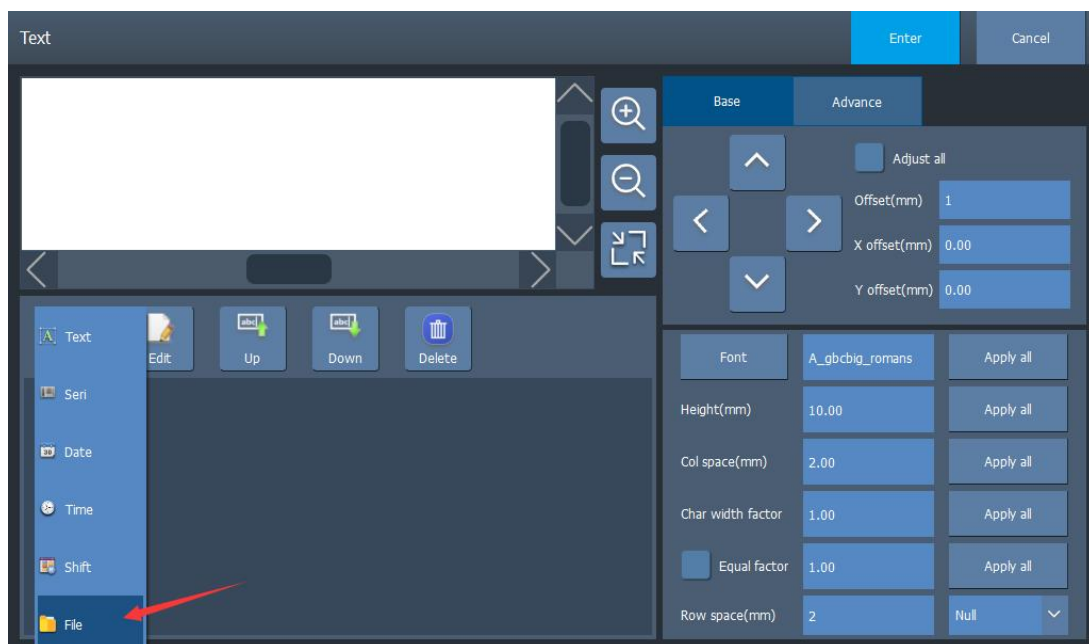 Text
Enter
Cancel
Base
Advance
Adjust all
Offset(mm) 1
X offset(mm) 0.00
Y offset(mm) 0.00
Text
Seri
Date
Time
Shift
File
Edit
Up
Down
Delete
Font A_gbcbig_romans Apply all
Height(mm) 10.00 Apply all
Col space(mm) 2.00 Apply all
Char width factor 1.00 Apply all
Equal factor 1.00 Apply all
Row space(mm) 2 Null